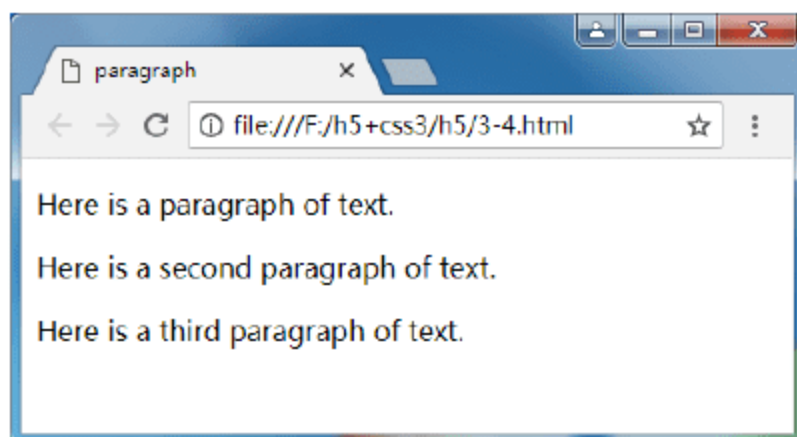 paragraph
file:///F:/h5+css3/h5/3-4.html
Here is a paragraph of text.
Here is a second paragraph of text.
Here is a third paragraph of text.